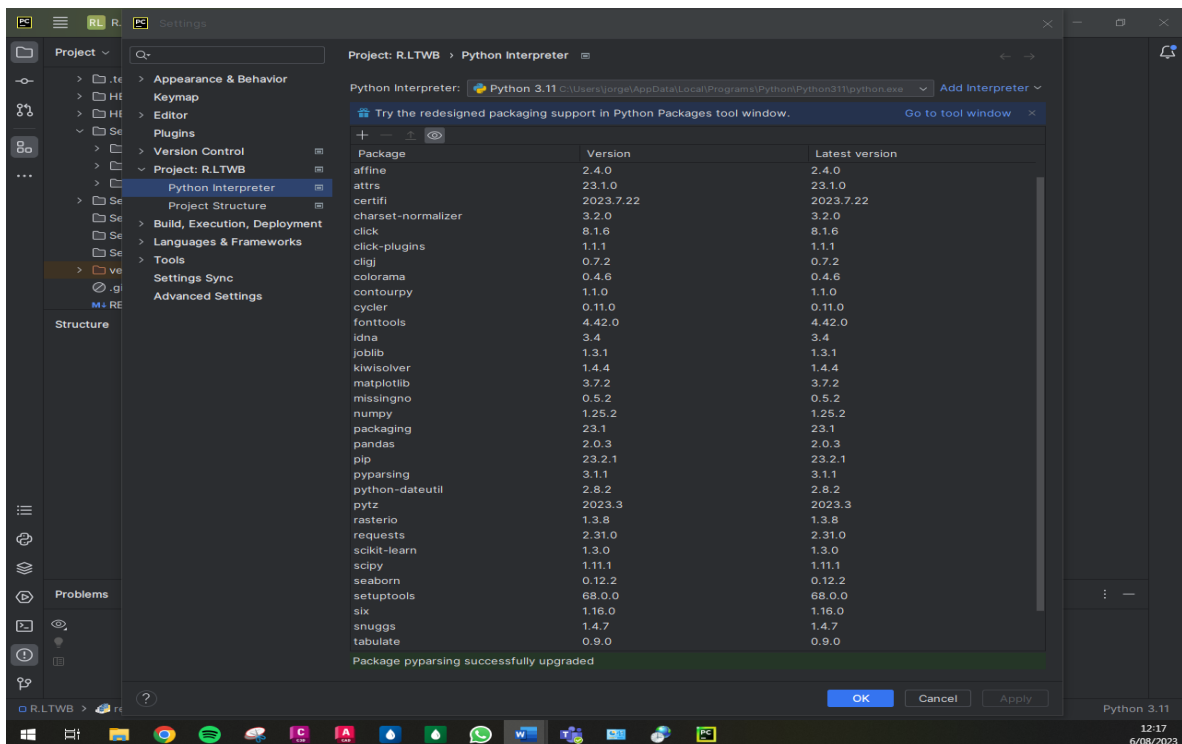 PC RL R. PC Settings
Project
.te
HE
HE
Se
Se
Se
Se
Se
ve
.gi
M↓ RE
Structure
Problems
Appearance & Behavior
Keymap
Editor
Plugins
Version Control
Project: R.LTWB
Python Interpreter
Project Structure
Build, Execution, Deployment
Languages & Frameworks
Tools
Settings Sync
Advanced Settings
Project: R.LTWB > Python Interpreter
Python Interpreter: Python 3.11 C:\Users\jorge\AppData\Local\Programs\Python\Python311\python.exe Add Interpreter
Try the redesigned packaging support in Python Packages tool window. Go to tool window
Package Version Latest version
affine 2.4.0 2.4.0
attrs 23.1.0 23.1.0
certifi 2023.7.22 2023.7.22
charset-normalizer 3.2.0 3.2.0
click 8.1.6 8.1.6
click-plugins 1.1.1 1.1.1
cligj 0.7.2 0.7.2
colorama 0.4.6 0.4.6
contourpy 1.1.0 1.1.0
cycler 0.11.0 0.11.0
fonttools 4.42.0 4.42.0
idna 3.4 3.4
joblib 1.3.1 1.3.1
kiwisolver 1.4.4 1.4.4
matplotlib 3.7.2 3.7.2
missingno 0.5.2 0.5.2
numpy 1.25.2 1.25.2
packaging 23.1 23.1
pandas 2.0.3 2.0.3
pip 23.2.1 23.2.1
pyparsing 3.1.1 3.1.1
python-dateutil 2.8.2 2.8.2
pytz 2023.3 2023.3
rasterio 1.3.8 1.3.8
requests 2.31.0 2.31.0
scikit-learn 1.3.0 1.3.0
scipy 1.11.1 1.11.1
seaborn 0.12.2 0.12.2
setuptools 68.0.0 68.0.0
six 1.16.0 1.16.0
snuggs 1.4.7 1.4.7
tabulate 0.9.0 0.9.0
Package pyparsing successfully upgraded
? OK Cancel Apply
R.LTWB > re Python 3.11
12:17
6/08/2023